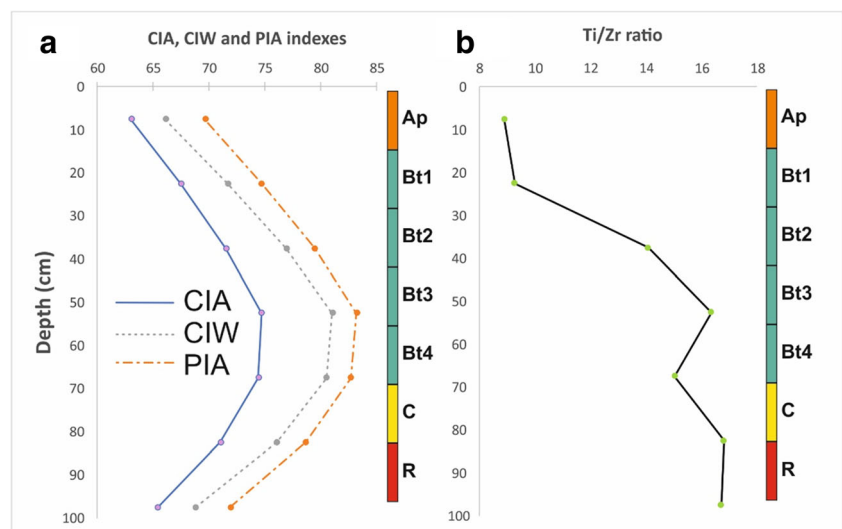 a
CIA, CIW and PIA indexes
60 65 70 75 80 85
0
10
20
30
40
50
60
70
80
90
100
Depth (cm)
CIA
CIW
PIA
Ap
Bt1
Bt2
Bt3
Bt4
C
R
b
Ti/Zr ratio
8 10 12 14 16 18
0
10
20
30
40
50
60
70
80
90
100
Ap
Bt1
Bt2
Bt3
Bt4
C
R